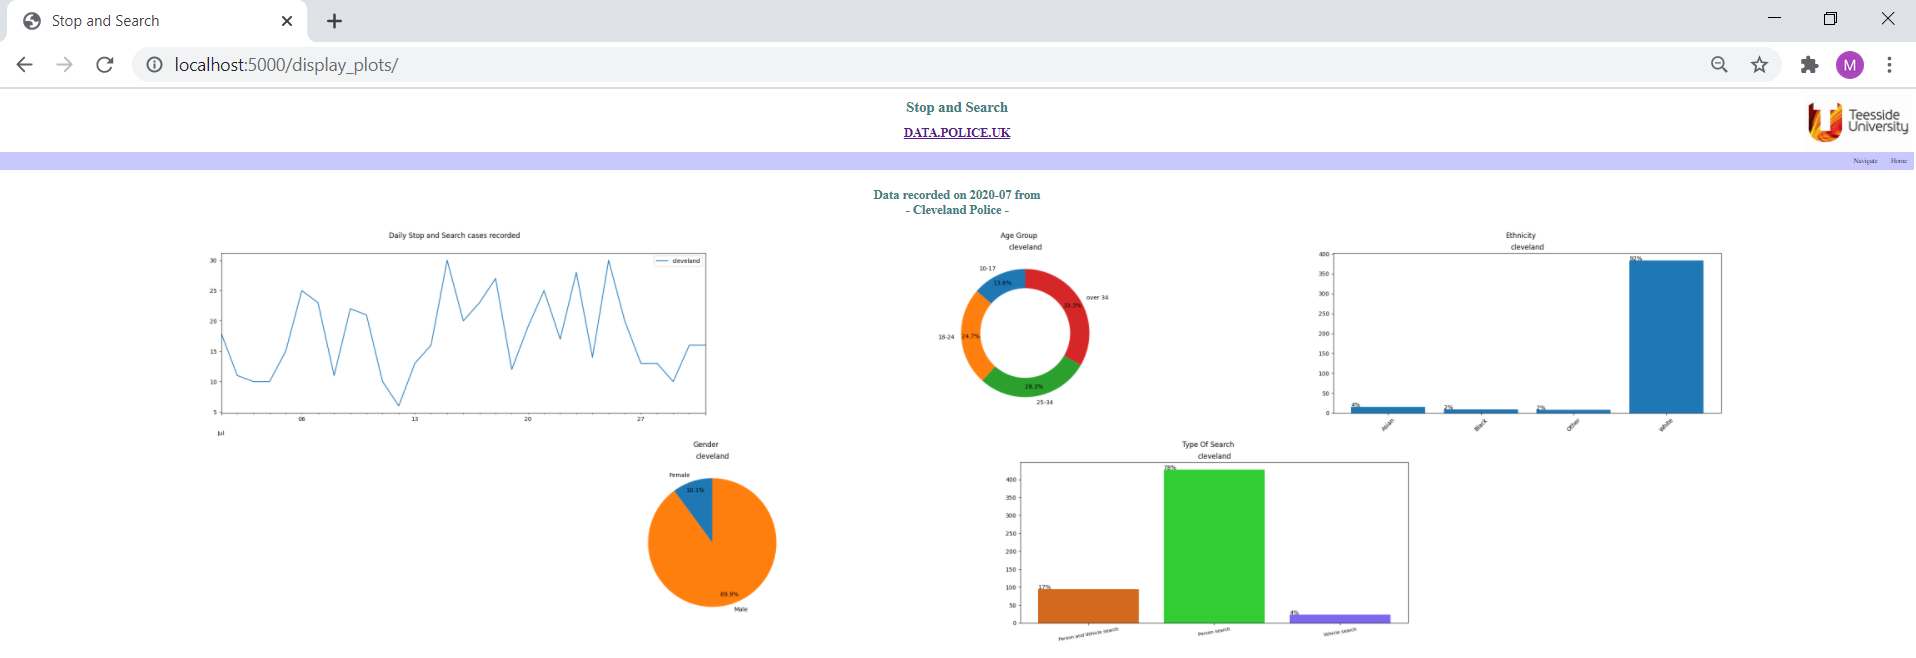 Stop and Search
localhost:5000/display_plots/
M
Stop and Search
DATA.POLICE.UK
Teesside
University
Navigate Home
Data recorded on 2020-07 from
- Cleveland Police -
Daily Stop and Search cases recorded
cleveland
30
25
20
15
10
5
06 13 20 27
Jul
Age Group
cleveland
10-17
13.6%
over 34
33.3%
18-24
24.7%
28.3%
25-34
Ethnicity
cleveland
400
350
300
250
200
150
100
50
0
4% 2% 2% 92%
Asian Black Other White
Gender
cleveland
Female
10.1%
89.9%
Male
Type Of Search
cleveland
400
350
300
250
200
150
100
50
0
17% 78% 4%
Person and Vehicle search Person search Vehicle search